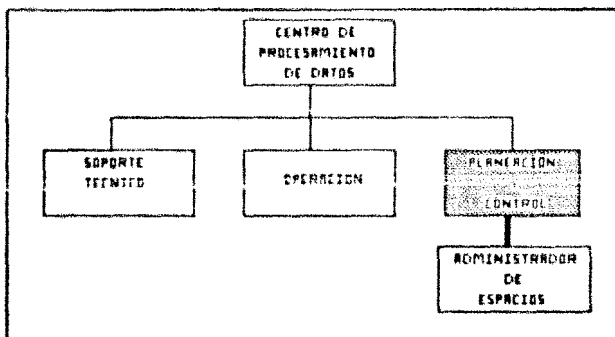 CENTRO DE
PROCESAMIENTO
DE DATOS
SOPORTE
TECNICO
OPERACION
PLANEACION
CONTROL
ADMINISTRADOR
DE
ESPACIOS